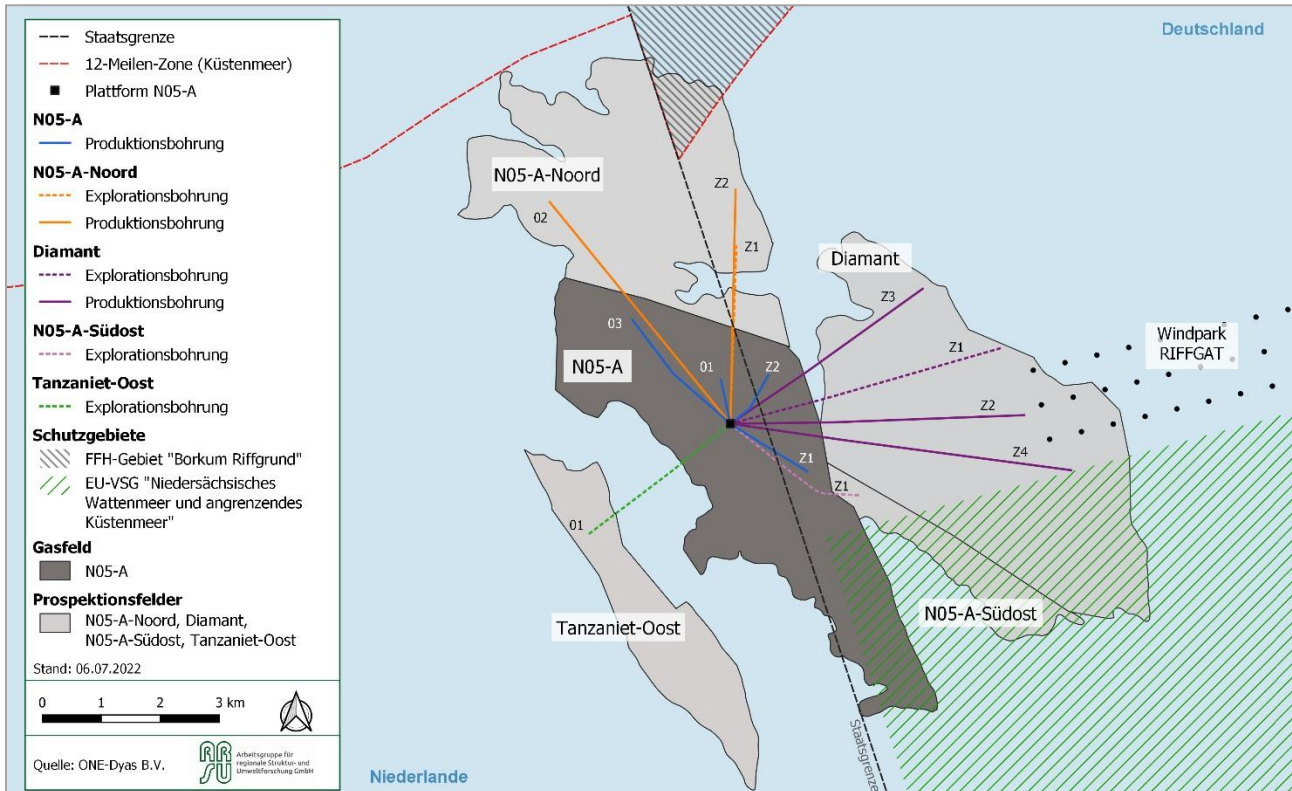 Staatsgrenze
12-Meilen-Zone (Küstenmeer)
Plattform N05-A
N05-A
Produktionsbohrung
N05-A-Noord
Explorationsbohrung
Produktionsbohrung
Diamant
Explorationsbohrung
Produktionsbohrung
N05-A-Südost
Explorationsbohrung
Tanzaniet-Oost
Explorationsbohrung
Schutzgebiete
FFH-Gebiet "Borkum Riffgrund"
EU-VSG "Niedersächsisches
Wattenmeer und angrenzendes
Küstenmeer"
Gasfeld
N05-A
Prospektionsfelder
N05-A-Noord, Diamant,
N05-A-Südost, Tanzaniet-Oost
Stand: 06.07.2022
0 1 2 3 km
Quelle: ONE-Dyas B.V.
ARSU
Arbeitsgruppe für
regionale Struktur- und
Umweltforschung GmbH
Deutschland
N05-A-Noord
Z2
02
Z1
Diamant
Z3
03
Z1
Windpark
RIFFGAT
N05-A
01
Z2
Z2
Z4
Z1
Z1
01
N05-A-Südost
Tanzaniet-Oost
Staatsgrenze
Niederlande